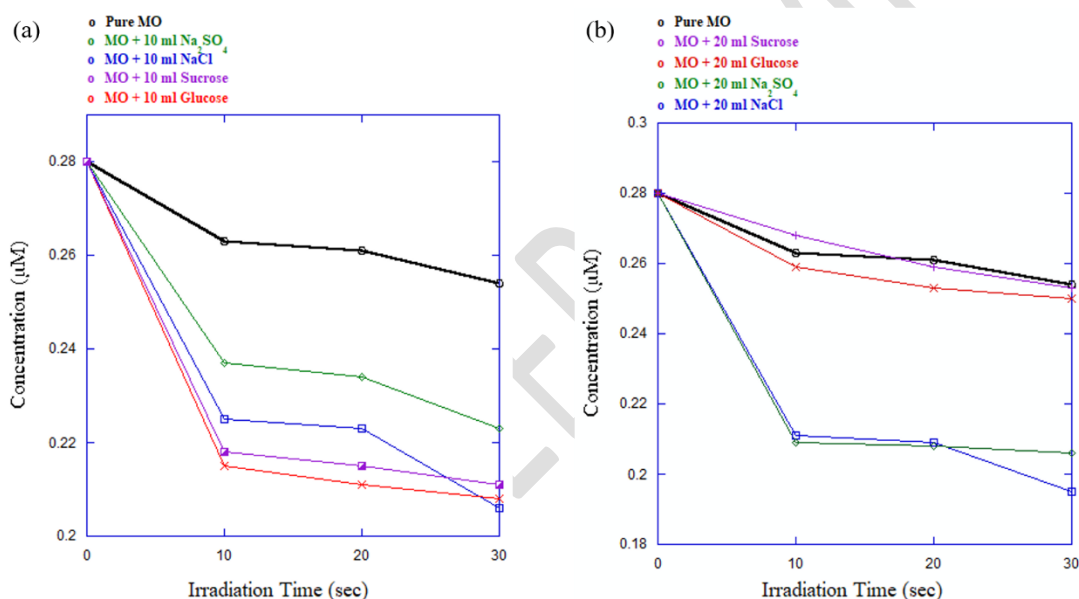 (a)
o Pure MO
o MO + 10 ml Na₂SO₄
o MO + 10 ml NaCl
o MO + 10 ml Sucrose
o MO + 10 ml Glucose
0.28
0.26
0.24
0.22
0.2
Concentration (μM)
0 10 20 30
Irradiation Time (sec)
(b)
o Pure MO
o MO + 20 ml Sucrose
o MO + 20 ml Glucose
o MO + 20 ml Na₂SO₄
o MO + 20 ml NaCl
0.3
0.28
0.26
0.24
0.22
0.2
0.18
Concentration (μM)
0 10 20 30
Irradiation Time (sec)